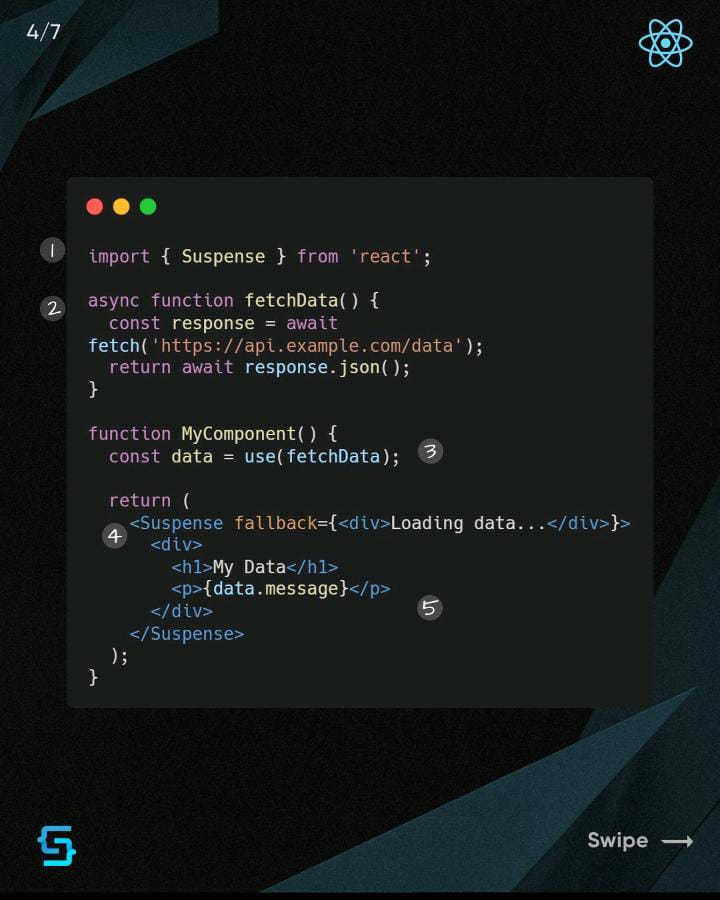 4/7
1
import { Suspense } from 'react';
2
async function fetchData() {
  const response = await
fetch('https://api.example.com/data');
  return await response.json();
}
function MyComponent() {
  const data = use(fetchData);
3
  return (
    <Suspense fallback={<div>Loading data...</div>}>
4
      <div>
        <h1>My Data</h1>
        <p>{data.message}</p>
5
      </div>
    </Suspense>
  );
}
Swipe